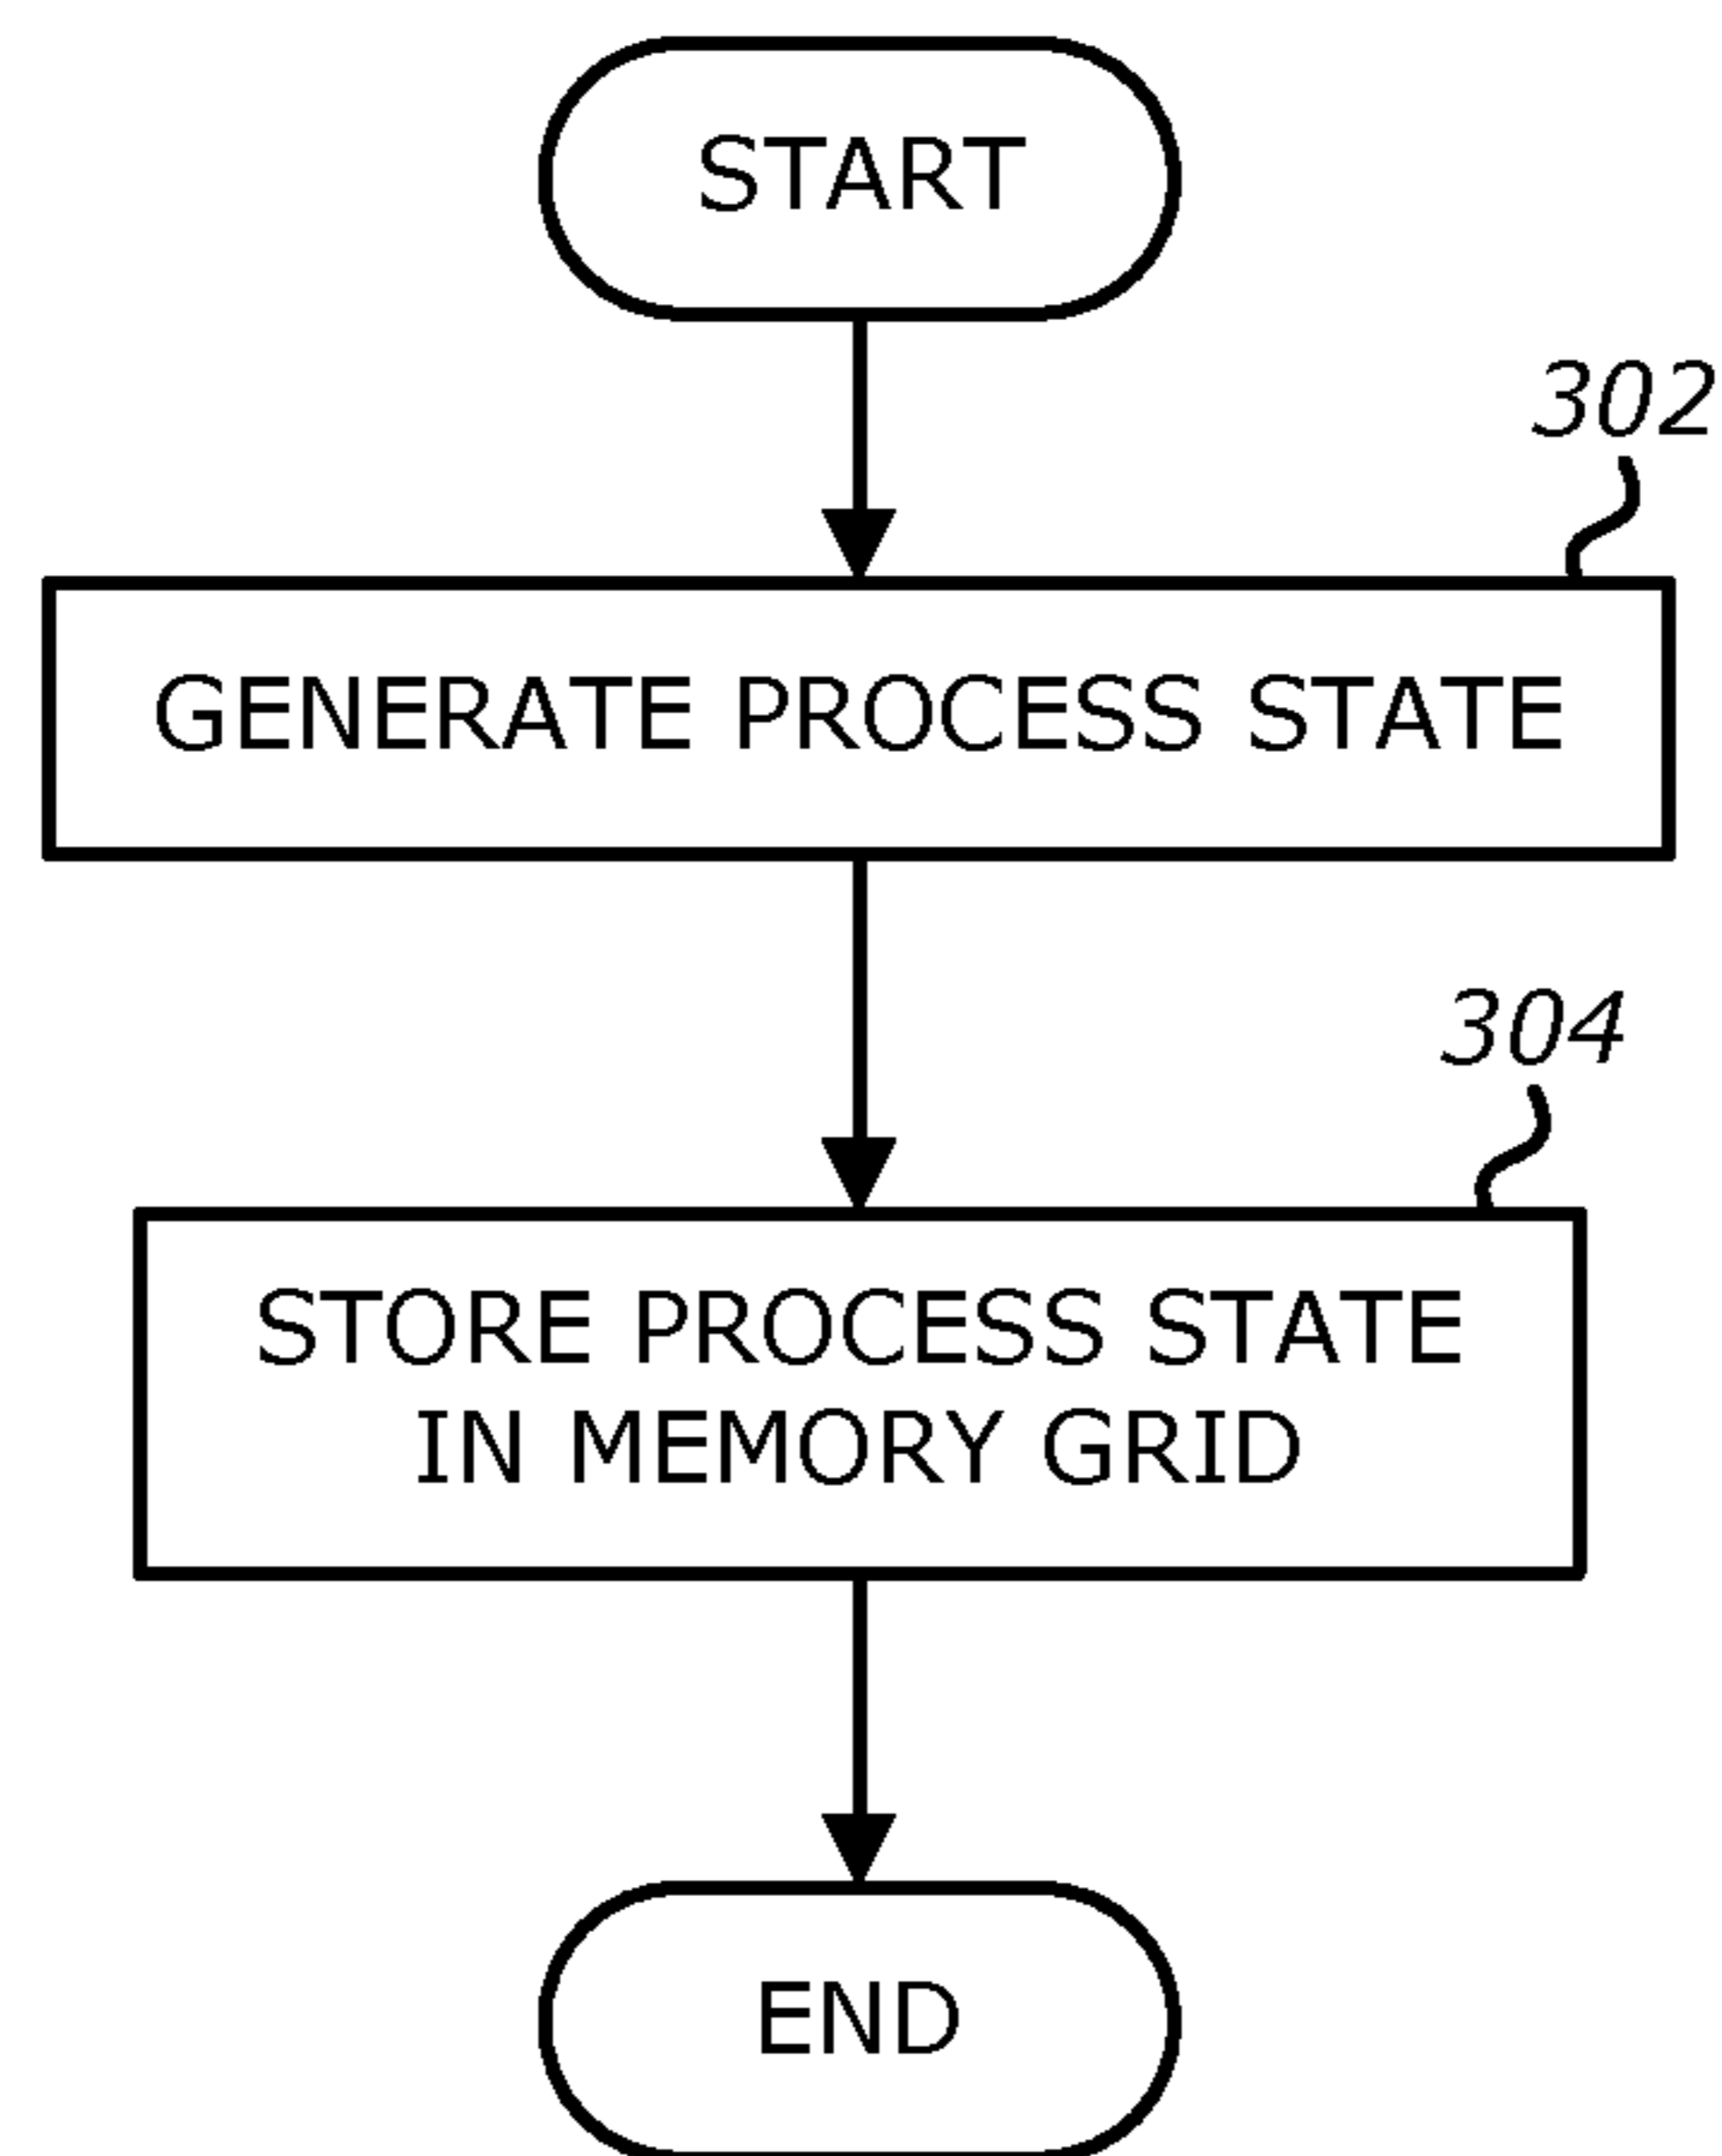 START
302
GENERATE PROCESS STATE
304
STORE PROCESS STATE
IN MEMORY GRID
END